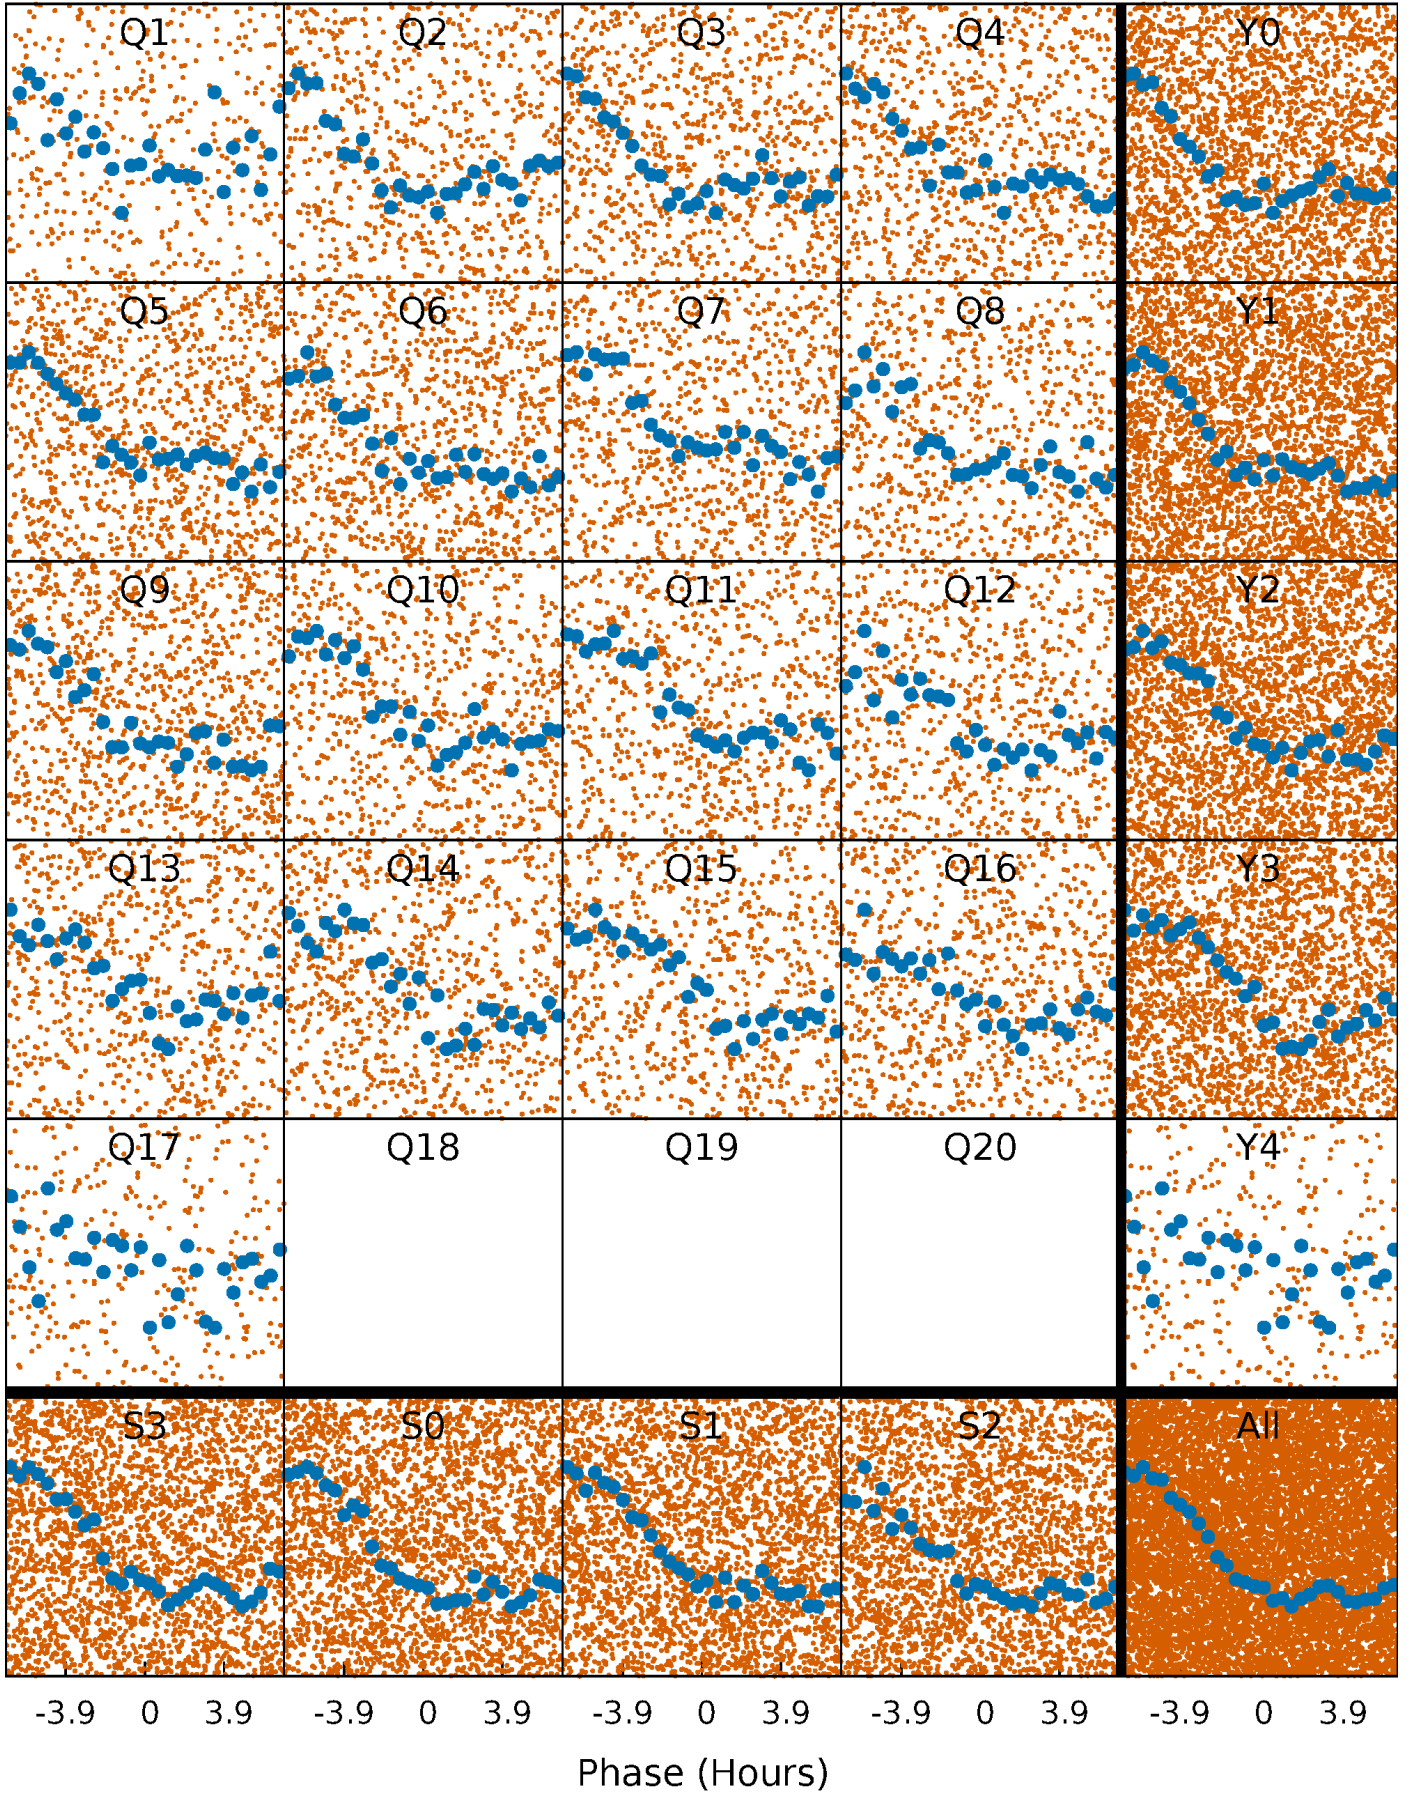 Q1 Q2 Q3 Q4 Y0
Q5 Q6 Q7 Q8 Y1
Q9 Q10 Q11 Q12 Y2
Q13 Q14 Q15 Q16 Y3
Q17 Q18 Q19 Q20 Y4
S3 S0 S1 S2 All
-3.9 0 3.9 -3.9 0 3.9 -3.9 0 3.9 -3.9 0 3.9 -3.9 0 3.9
Phase (Hours)